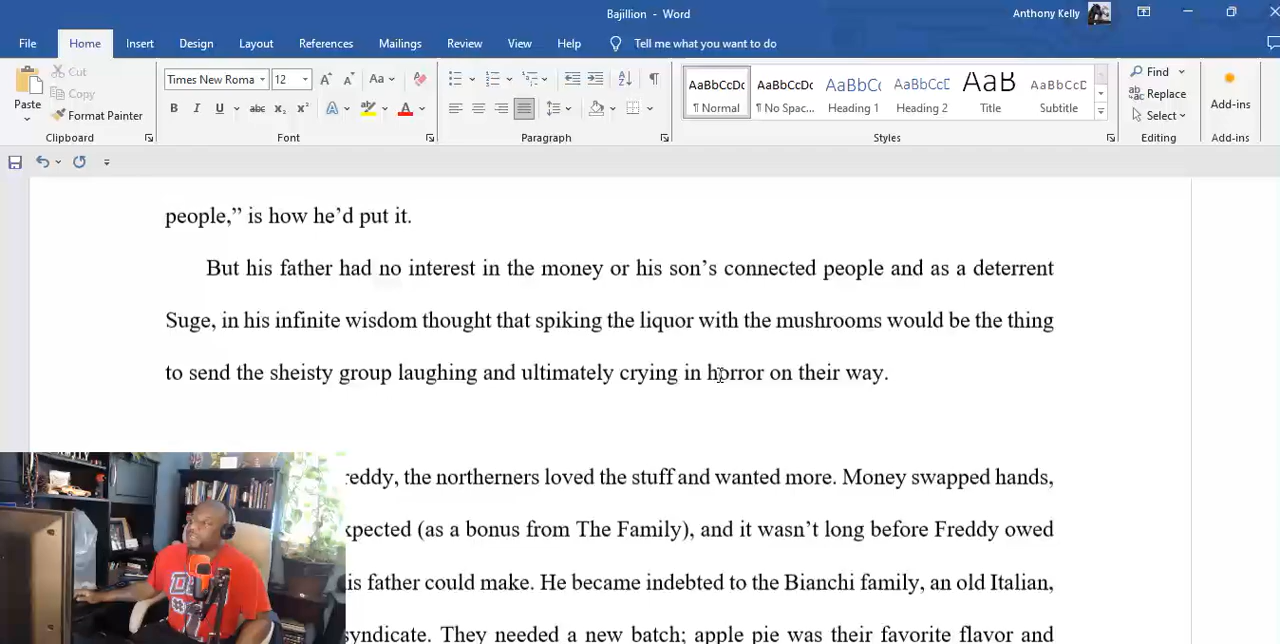 Bajillion - Word
Anthony Kelly
File Home Insert Design Layout References Mailings Review View Help Tell me what you want to do
Cut
Copy
Paste
Format Painter
Clipboard
Times New Roma 12
Font
Paragraph
AaBbCcDc AaBbCcDc AaBbCc AaBbCcE AaB AaBbCcD
¶ Normal ¶ No Spac... Heading 1 Heading 2 Title Subtitle
Styles
Find
Replace
Select
Editing
Add-ins
Add-ins
people,” is how he’d put it.
But his father had no interest in the money or his son’s connected people and as a deterrent
Suge, in his infinite wisdom thought that spiking the liquor with the mushrooms would be the thing
to send the sheisty group laughing and ultimately crying in horror on their way.
reddy, the northerners loved the stuff and wanted more. Money swapped hands,
xpected (as a bonus from The Family), and it wasn’t long before Freddy owed
is father could make. He became indebted to the Bianchi family, an old Italian,
syndicate. They needed a new batch; apple pie was their favorite flavor and